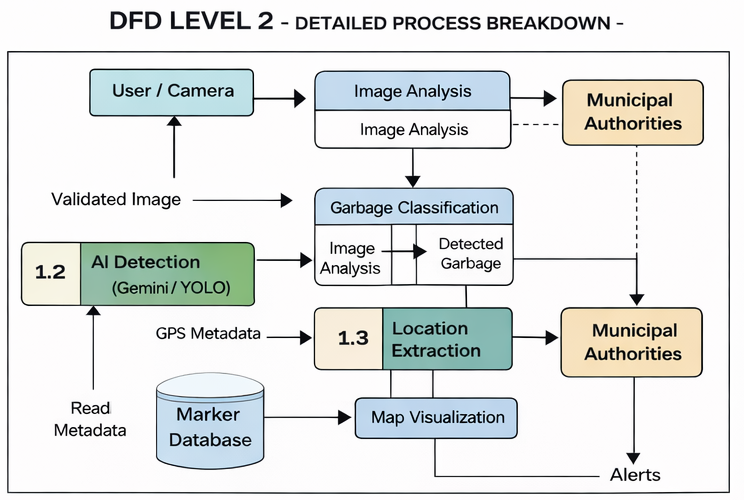 DFD LEVEL 2 - DETAILED PROCESS BREAKDOWN -
User / Camera
Image Analysis
Image Analysis
Municipal
Authorities
Validated Image
Garbage Classification
Image
Analysis
Detected
Garbage
1.2
AI Detection
(Gemini / YOLO)
GPS Metadata
1.3
Location
Extraction
Municipal
Authorities
Read
Metadata
Marker
Database
Map Visualization
Alerts